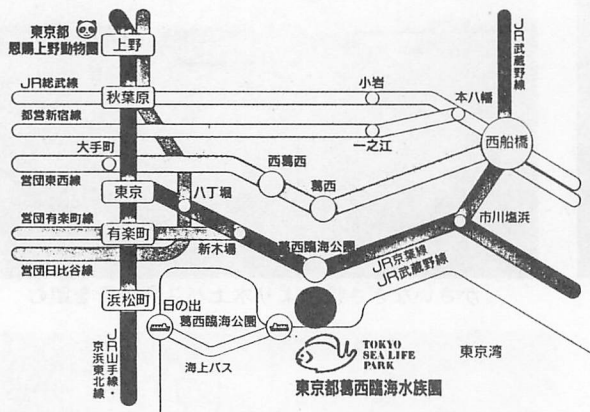 東京都
恩賜上野動物園
上野
JR武蔵野線
JR総武線
秋葉原
小岩
本八幡
都営新宿線
一之江
西船橋
大手町
西葛西
葛西
営団東西線
東京
八丁堀
営団有楽町線
有楽町
新木場
葛西臨海公園
市川塩浜
JR京葉線
JR武蔵野線
営団日比谷線
浜松町
日の出
葛西臨海公園
海上バス
JR山手線・
京浜東北線
TOKYO
SEA LIFE
PARK
東京湾
東京都葛西臨海水族園